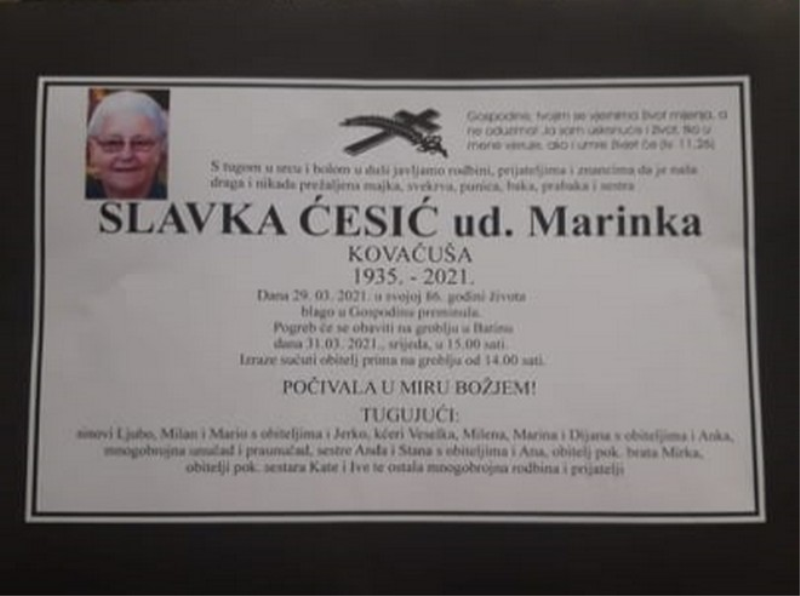 Gospodine, tvojim se vjernima život mijenja, a
ne oduzima! Ja sam uskrsnuće i život, tko u
mene vjeruje, ako i umre živjet će (Iv. 11,25)
S tugom u srcu i bolom u duši javljamo rodbini, prijateljima i znancima da je naša
draga i nikada prežaljena majka, svekrva, punica, baka, prabaka i sestra
SLAVKA ĆESIĆ ud. Marinka
KOVAČUŠA
1935. - 2021.
Dana 29. 03. 2021. u svojoj 86. godini života
blago u Gospodinu preminula.
Pogreb će se obaviti na groblju u Batinu
dana 31.03. 2021., srijeda, u 15.00 sati.
Izraze sućuti obitelj prima na groblju od 14.00 sati.
POČIVALA U MIRU BOŽJEM!
TUGUJUĆI:
sinovi Ljubo, Milan i Mario s obiteljima i Jerko, kćeri Veselka, Milena, Marina i Dijana s obiteljima i Anka,
mnogobrojna unučad i praunučad, sestre Anđa i Stana s obiteljima i Ana, obitelj pok. brata Mirka,
obitelji pok. sestara Kate i Ive te ostala mnogobrojna rodbina i prijatelji